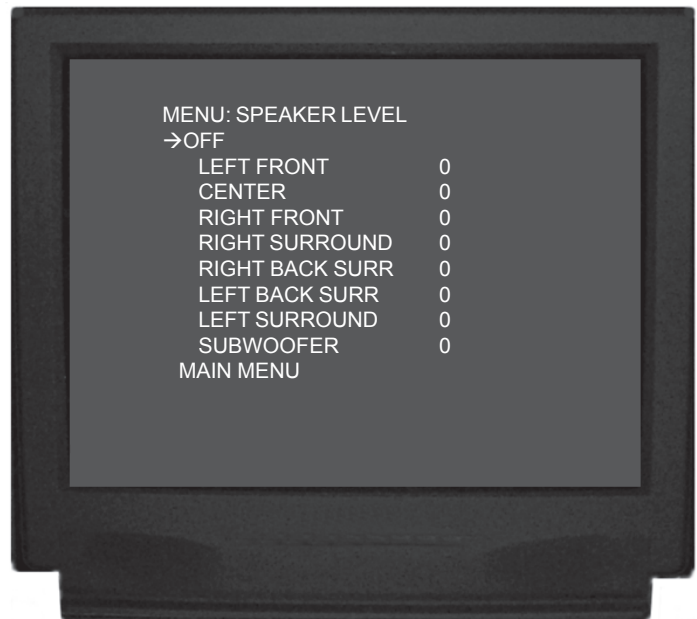 MENU: SPEAKER LEVEL
→OFF
LEFT FRONT 0
CENTER 0
RIGHT FRONT 0
RIGHT SURROUND 0
RIGHT BACK SURR 0
LEFT BACK SURR 0
LEFT SURROUND 0
SUBWOOFER 0
MAIN MENU